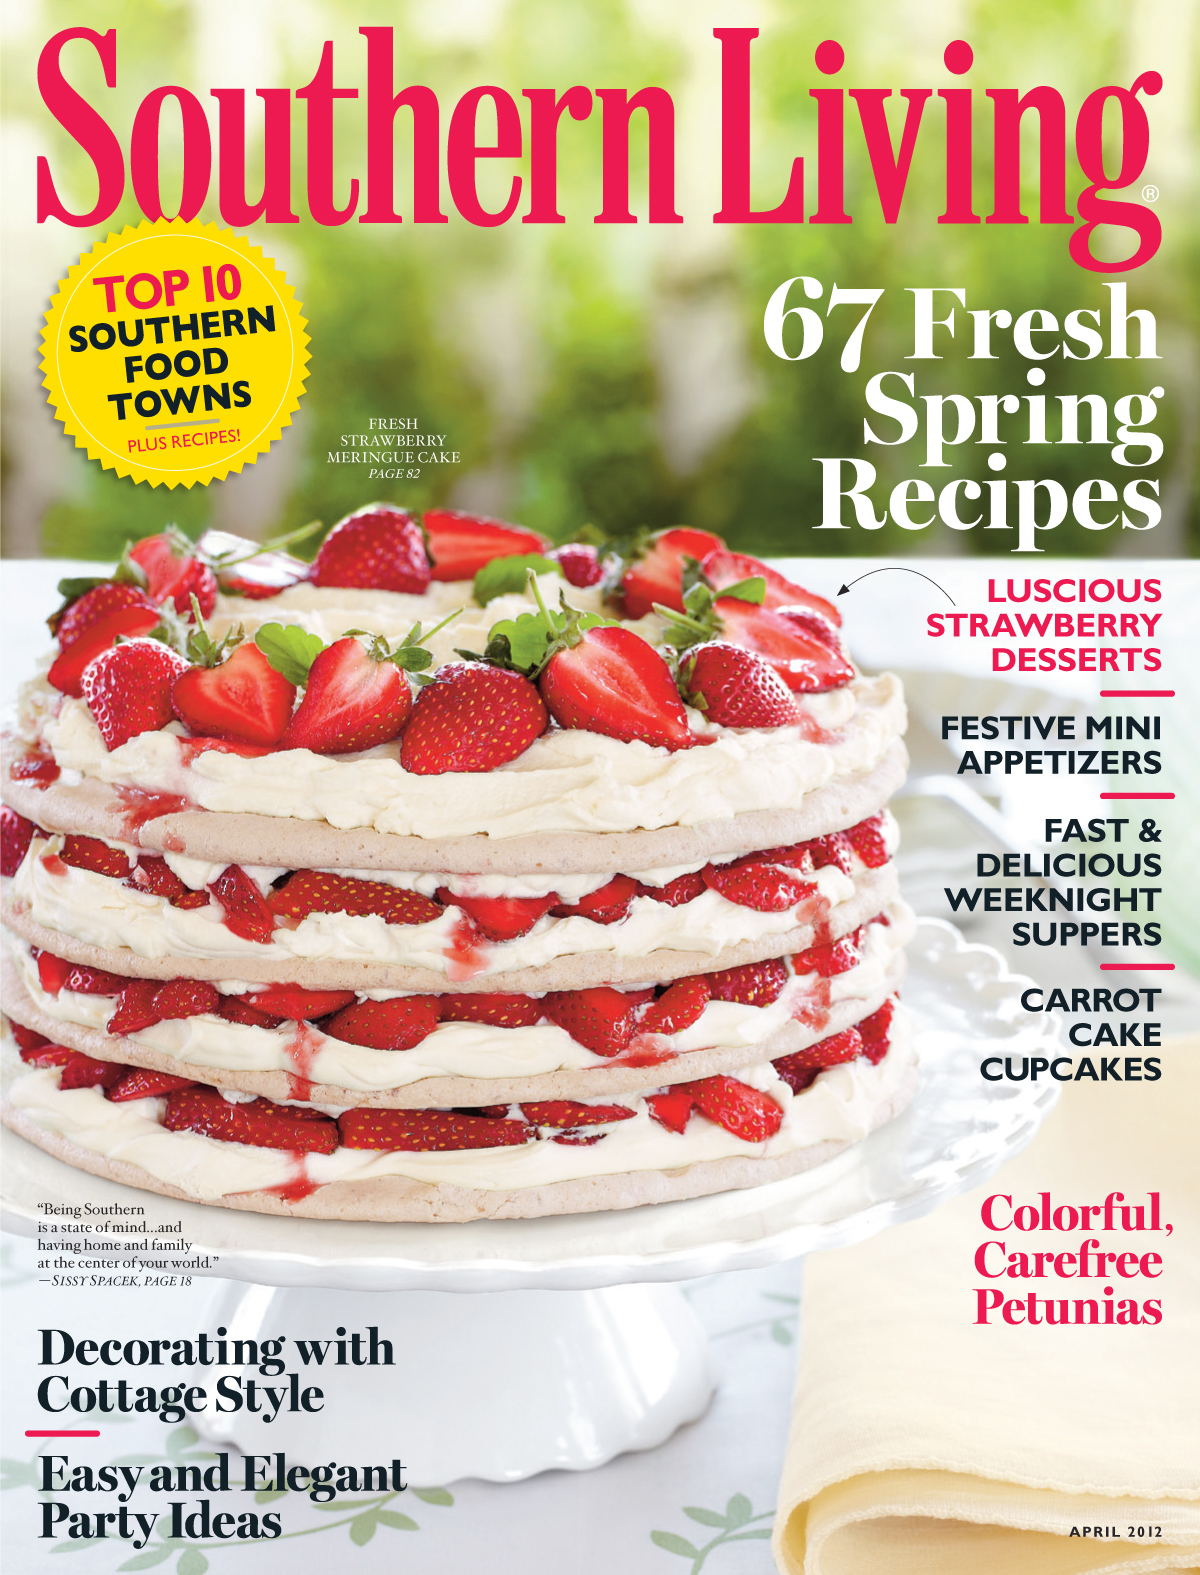 Southern Living®
TOP 10
SOUTHERN
FOOD
TOWNS
PLUS RECIPES!
FRESH
STRAWBERRY
MERINGUE CAKE
PAGE 82
67 Fresh
Spring
Recipes
LUSCIOUS
STRAWBERRY
DESSERTS
FESTIVE MINI
APPETIZERS
FAST &
DELICIOUS
WEEKNIGHT
SUPPERS
CARROT
CAKE
CUPCAKES
Colorful,
Carefree
Petunias
“Being Southern
is a state of mind...and
having home and family
at the center of your world.”
—SISSY SPACEK, PAGE 18
Decorating with
Cottage Style
Easy and Elegant
Party Ideas
APRIL 2012